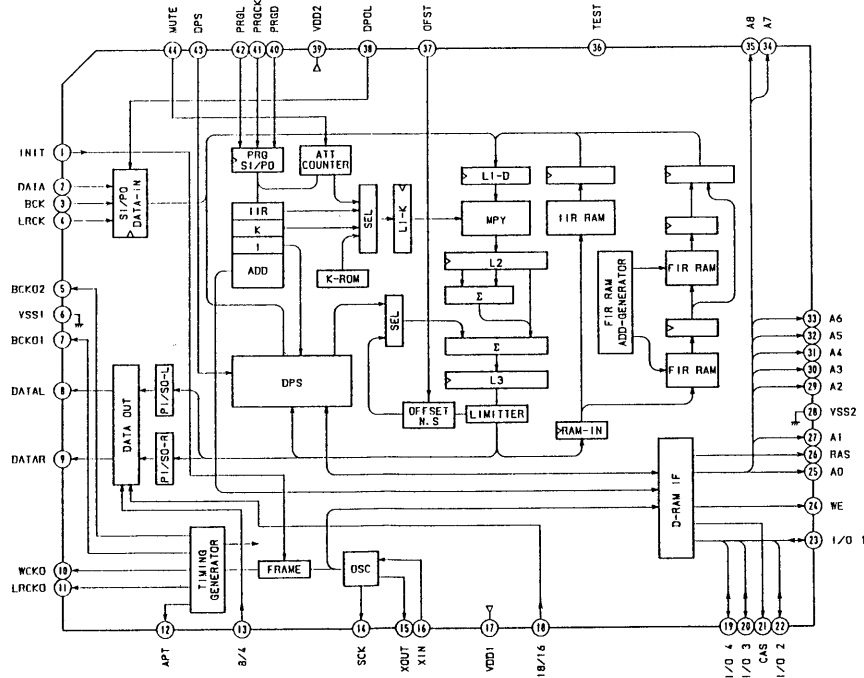 MUTE
DPS
PRGL
PRGCK
PRGD
VDD2
DPOL
OFST
TEST
A8
A7
44
43
42
41
40
39
38
37
36
35
34
INIT
1
DATA
2
BCK
3
LRCK
4
SI/PO
DATA-IN
PRG
SI/PO
ATT
COUNTER
IIR
K
1
ADD
K-ROM
SEL
L1-K
L1-D
MPY
L2
Σ
SEL
Σ
L3
LIMITTER
OFFSET
N.S
DPS
IIR RAM
FIR RAM
ADD-GENERATOR
FIR RAM
FIR RAM
RAM-IN
BCKO2
5
VSS1
6
BCKO1
7
DATAL
8
DATAR
9
DATA OUT
PI/SO-L
PI/SO-R
WCKO
10
LRCKO
11
TIMING
GENERATOR
FRAME
OSC
D-RAM IF
33
A6
32
A5
31
A4
30
A3
29
A2
28
VSS2
27
A1
26
RAS
25
A0
24
WE
23
I/O 1
12
13
14
15
16
17
18
19
20
21
22
APT
8/4
SCK
XOUT
XIN
VDD1
18/16
I/O 4
I/O 3
CAS
I/O 2